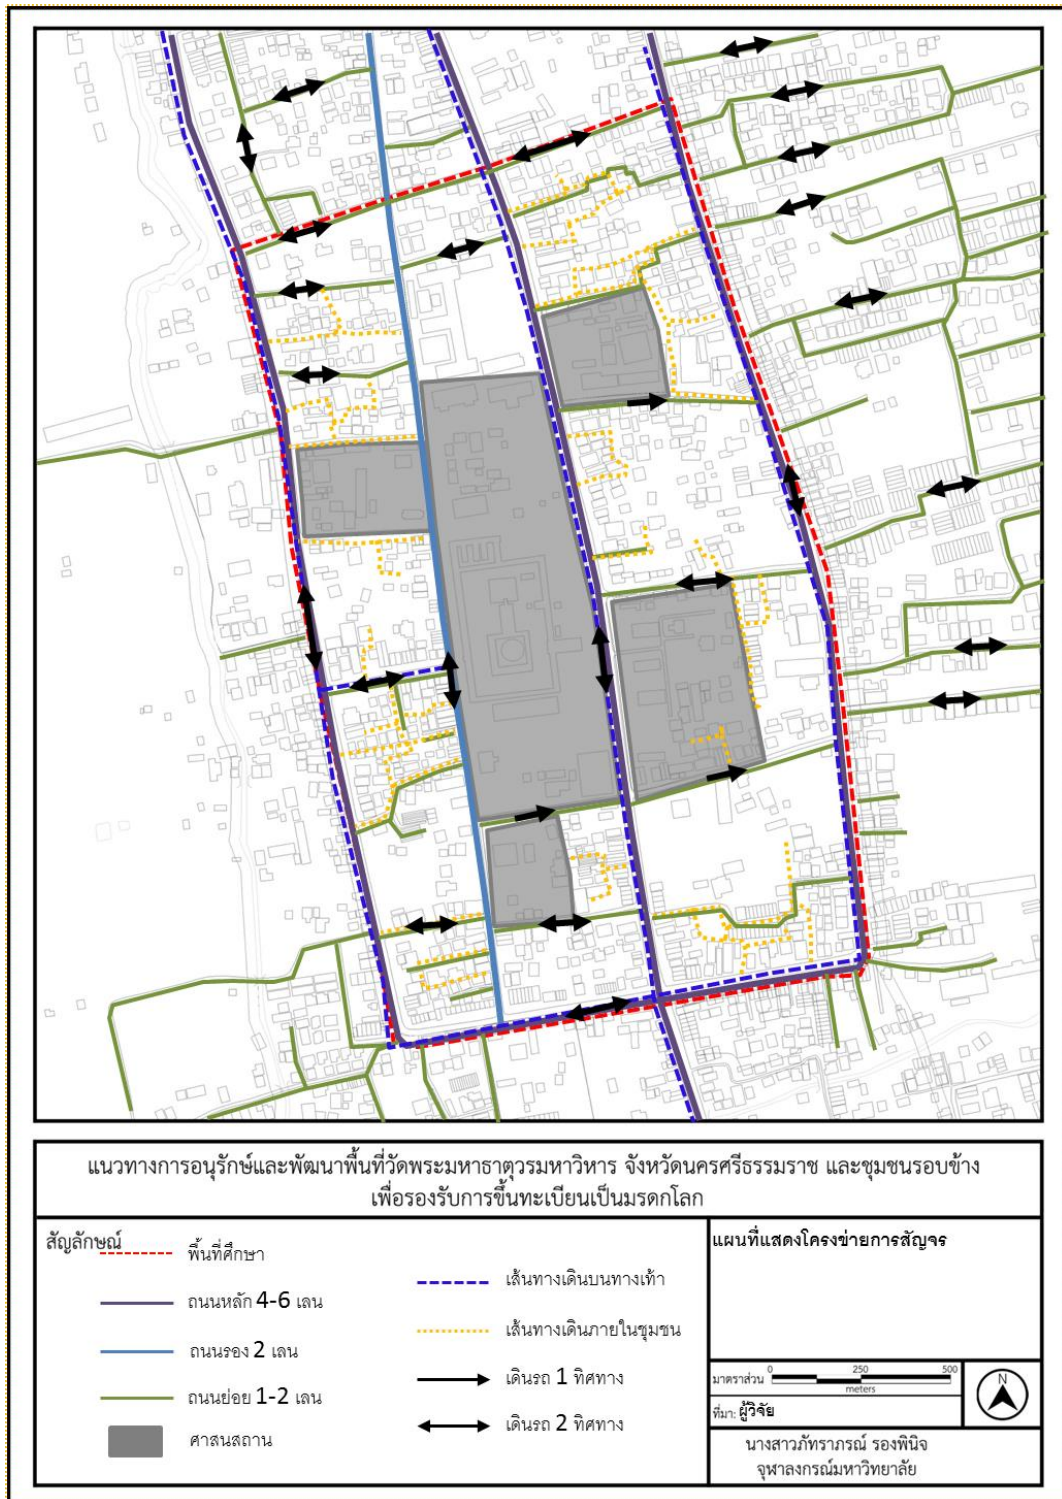 แนวทางการอนุรักษ์และพัฒนาพื้นที่วัดพระมหาธาตุวรมหาวิหาร จังหวัดนครศรีธรรมราช และชุมชนรอบข้าง
เพื่อรองรับการขึ้นทะเบียนเป็นมรดกโลก
สัญลักษณ์
พื้นที่ศึกษา
ถนนหลัก 4-6 เลน
ถนนรอง 2 เลน
ถนนย่อย 1-2 เลน
ศาสนสถาน
เส้นทางเดินบนทางเท้า
เส้นทางเดินภายในชุมชน
เดินรถ 1 ทิศทาง
เดินรถ 2 ทิศทาง
แผนที่แสดงโครงข่ายการสัญจร
มาตราส่วน 0 250 500
meters
N
ที่มา: ผู้วิจัย
นางสาวภัทราภรณ์ รองพินิจ
จุฬาลงกรณ์มหาวิทยาลัย